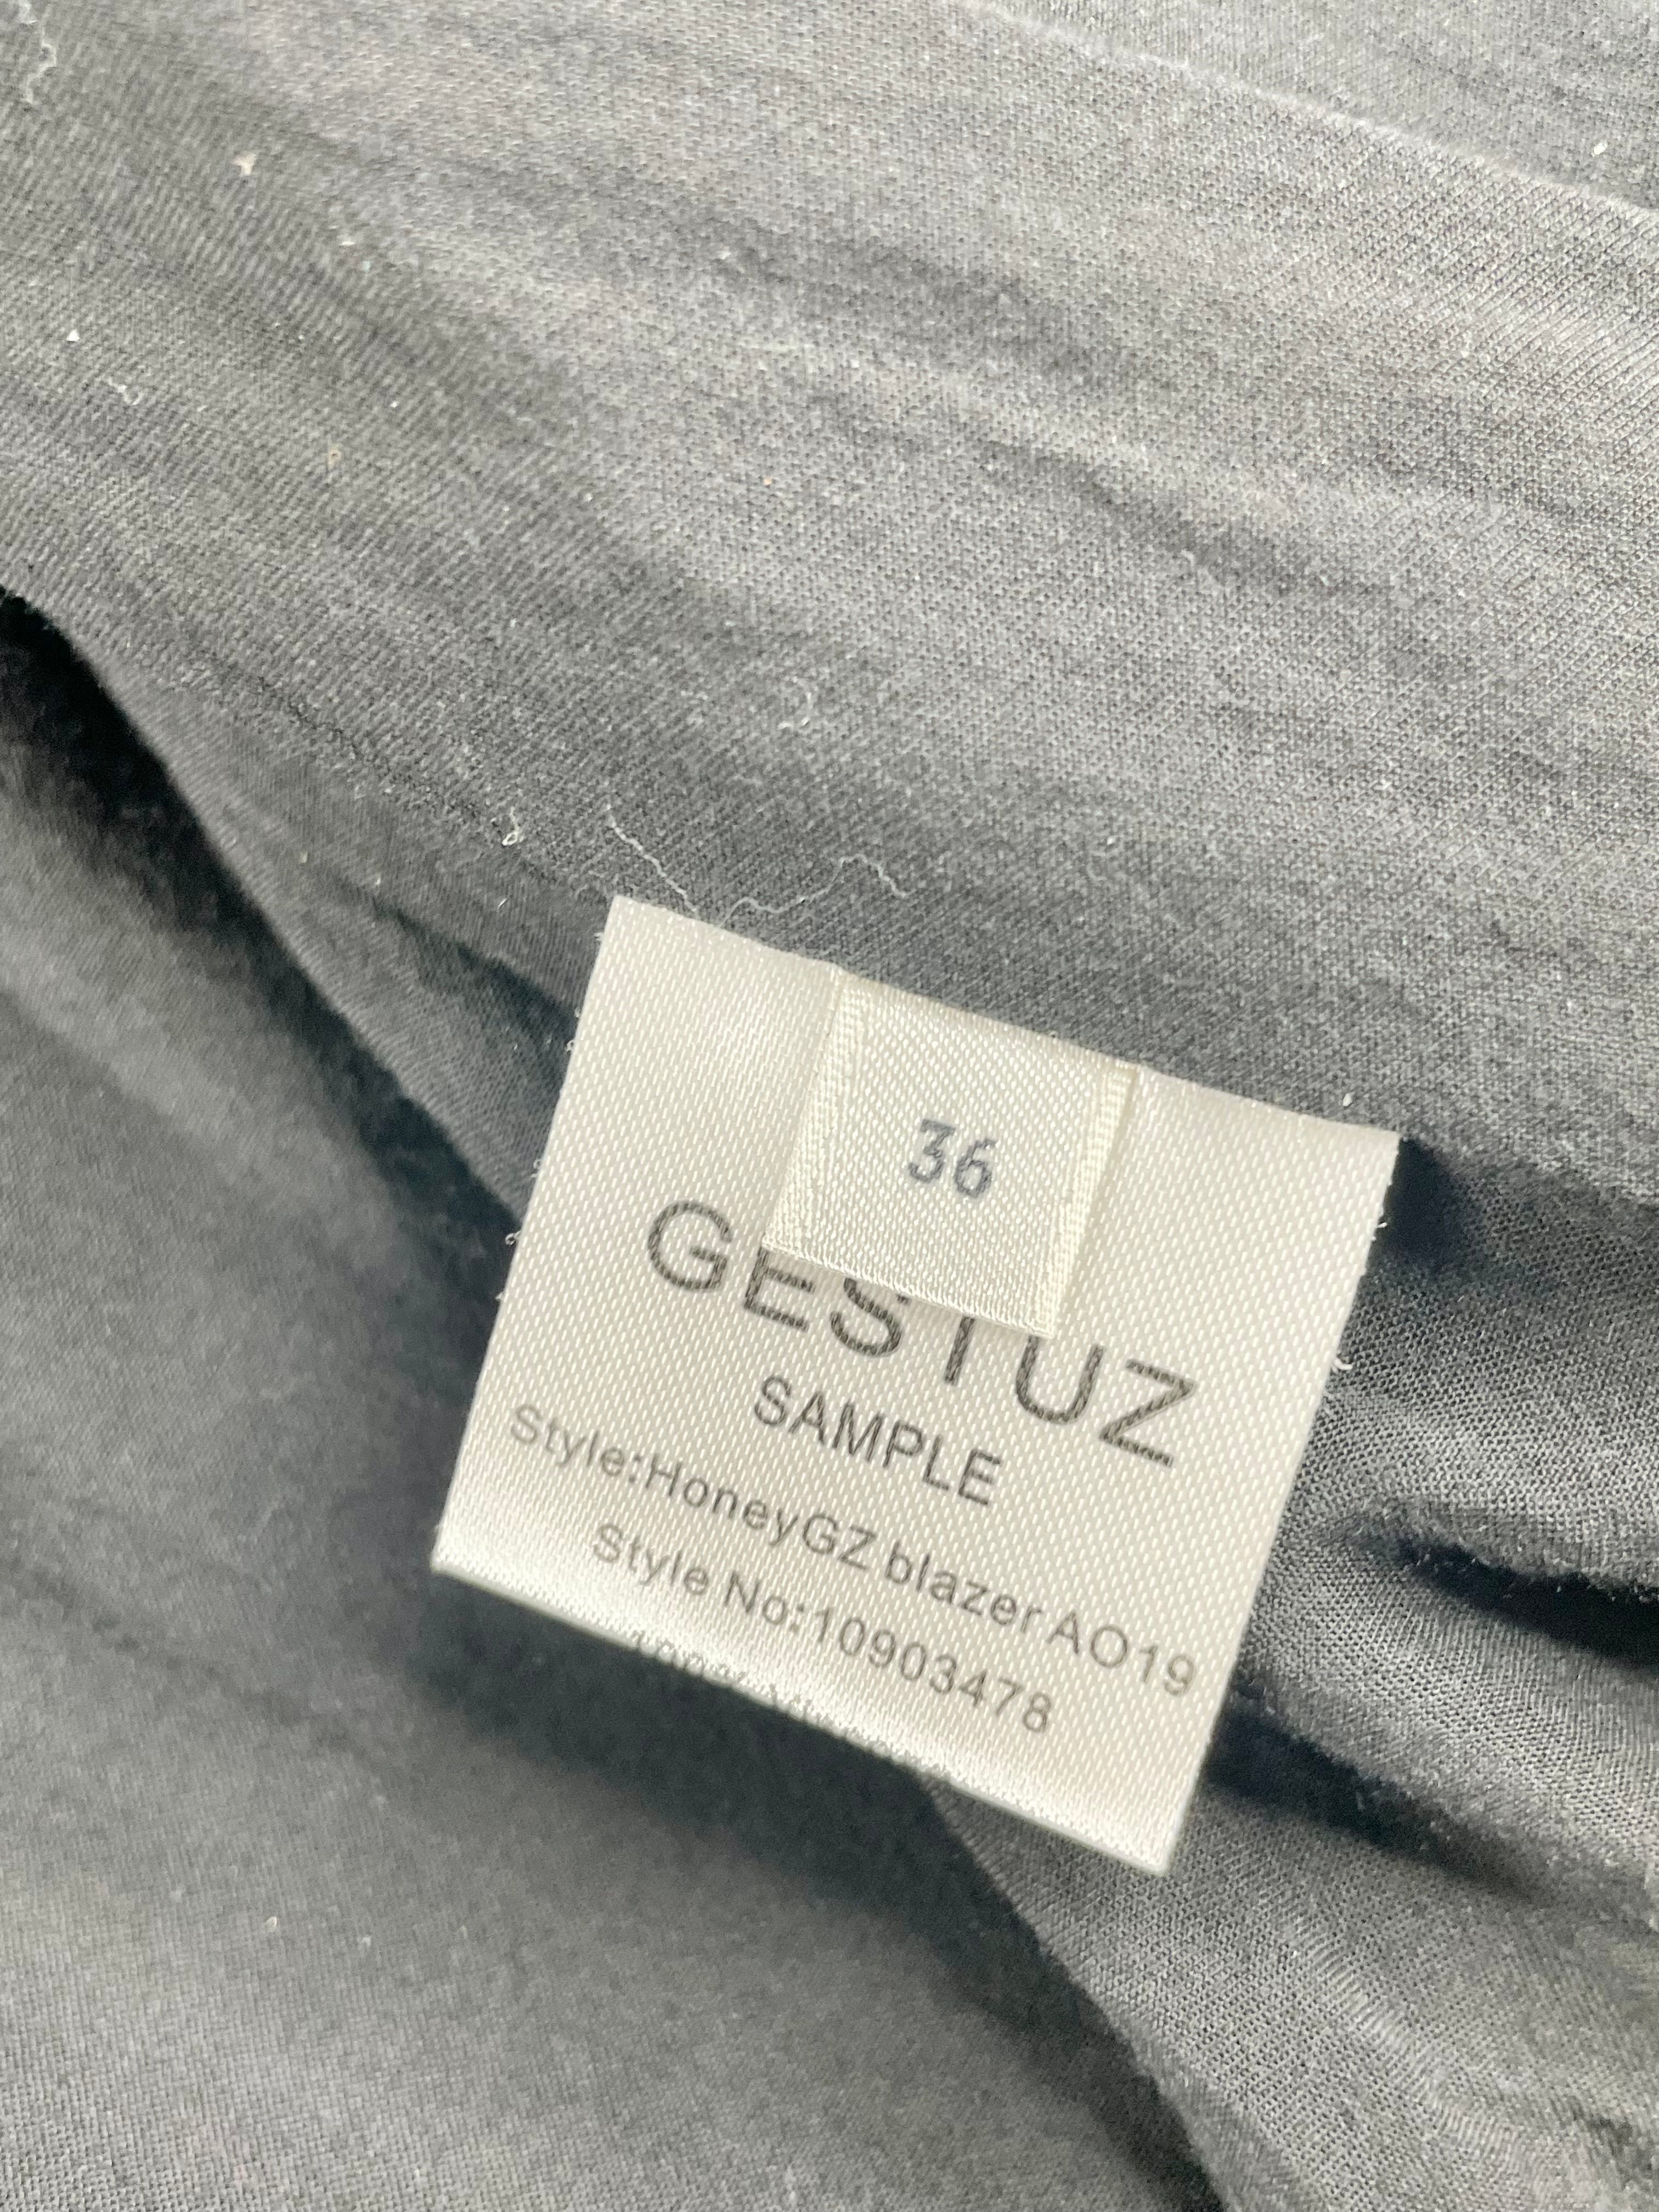 36
GESTUZ
SAMPLE
Style:HoneyGZ blazer AO19
Style No:10903478